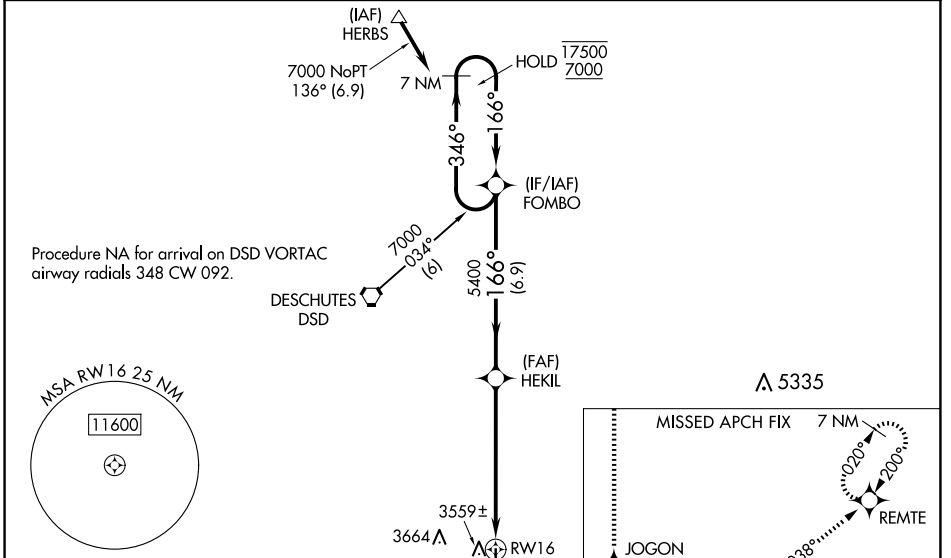 (IAF)
HERBS
7000 NoPT
136° (6.9)
7 NM
HOLD
17500
7000
346°
166°
(IF/IAF)
FOMBO
Procedure NA for arrival on DSD VORTAC
airway radials 348 CW 092.
7000
034°
(6)
DESCHUTES
DSD
5400
166°
(6.9)
(FAF)
HEKIL
MSA RW16 25 NM
11600
5335
MISSED APCH FIX
7 NM
020°
200°
REMTE
038°
JOGON
3559±
3664
RW16